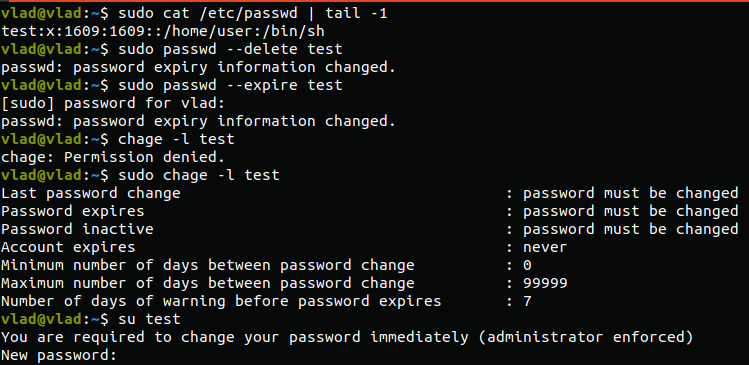 vlad@vlad:~$ sudo cat /etc/passwd | tail -1
test:x:1609:1609::/home/user:/bin/sh
vlad@vlad:~$ sudo passwd --delete test
passwd: password expiry information changed.
vlad@vlad:~$ sudo passwd --expire test
[sudo] password for vlad:
passwd: password expiry information changed.
vlad@vlad:~$ chage -l test
chage: Permission denied.
vlad@vlad:~$ sudo chage -l test
Last password change : password must be changed
Password expires : password must be changed
Password inactive : password must be changed
Account expires : never
Minimum number of days between password change : 0
Maximum number of days between password change : 99999
Number of days of warning before password expires : 7
vlad@vlad:~$ su test
You are required to change your password immediately (administrator enforced)
New password: